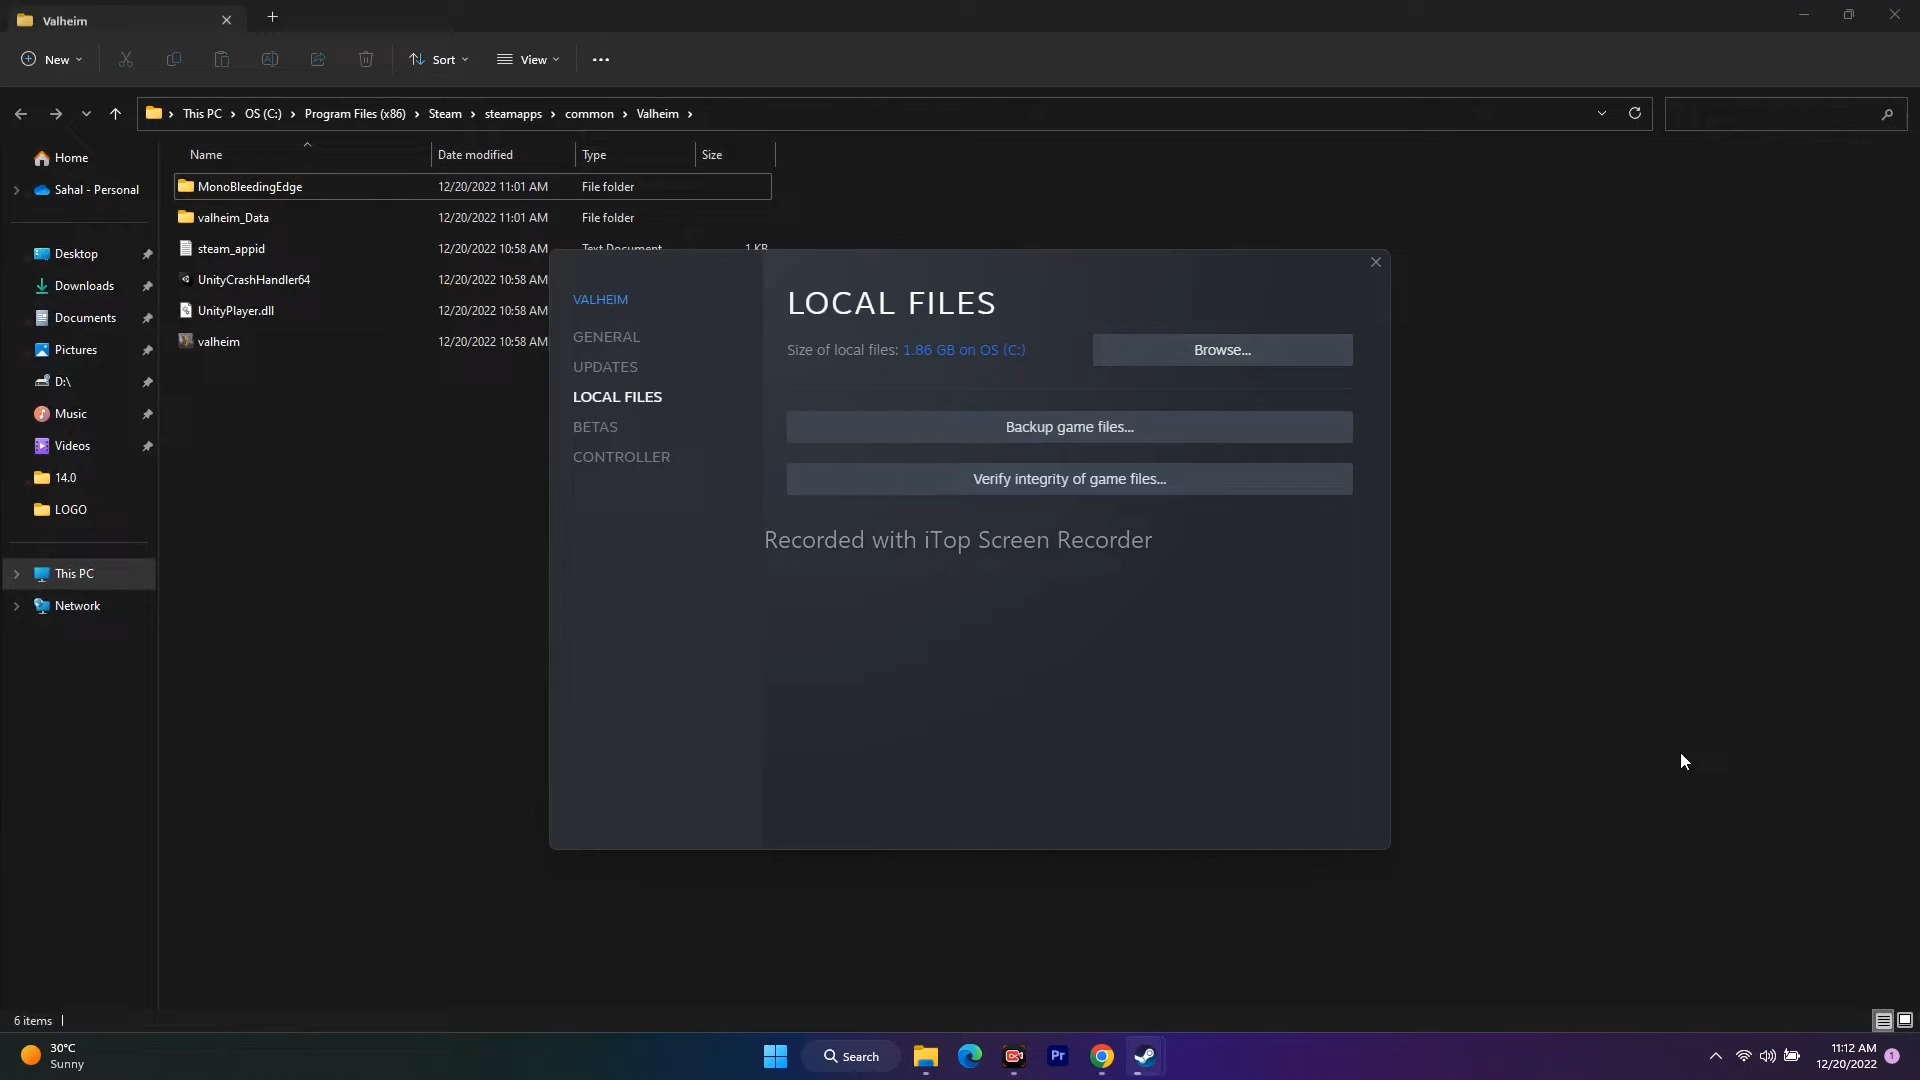 Valheim
New
Sort
View
This PC
OS (C:)
Program Files (x86)
Steam
steamapps
common
Valheim
Home
Sahal - Personal
Desktop
Downloads
Documents
Pictures
D:\
Music
Videos
14.0
LOGO
This PC
Network
Name Date modified Type Size
MonoBleedingEdge 12/20/2022 11:01 AM File folder
valheim_Data 12/20/2022 11:01 AM File folder
steam_appid 12/20/2022 10:58 AM Text Document 1 KB
UnityCrashHandler64 12/20/2022 10:58 AM
UnityPlayer.dll 12/20/2022 10:58 AM
valheim 12/20/2022 10:58 AM
VALHEIM
GENERAL
UPDATES
LOCAL FILES
BETAS
CONTROLLER
LOCAL FILES
Size of local files: 1.86 GB on OS (C:)
Browse...
Backup game files...
Verify integrity of game files...
Recorded with iTop Screen Recorder
6 items
30°C
Sunny
Search
Pr
11:12 AM
12/20/2022
1